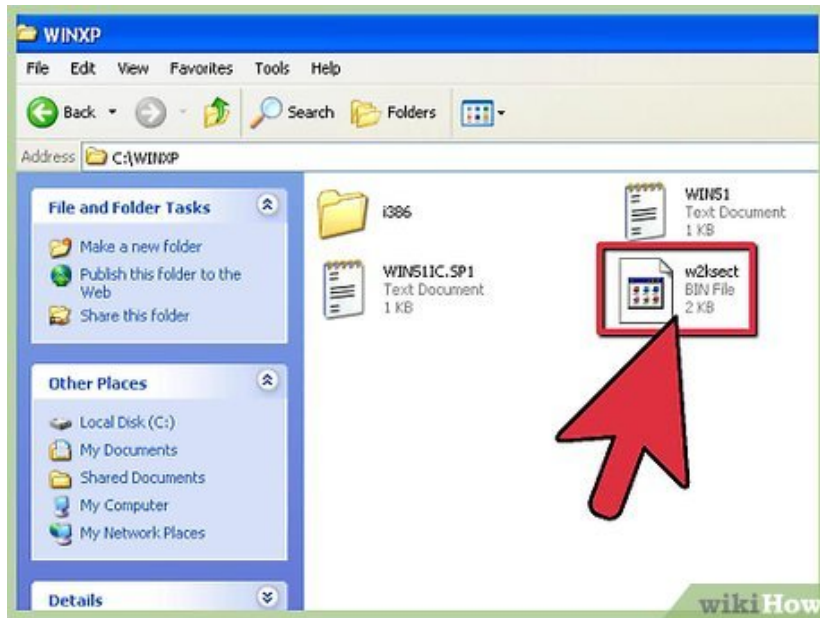 WINXP
File Edit View Favorites Tools Help
Back Search Folders
Address C:\WINXP
File and Folder Tasks
Make a new folder
Publish this folder to the
Web
Share this folder
Other Places
Local Disk (C:)
My Documents
Shared Documents
My Computer
My Network Places
Details
i386
WIN51
Text Document
1 KB
WIN51IC.SP1
Text Document
1 KB
w2ksect
BIN File
2 KB
wikiHow